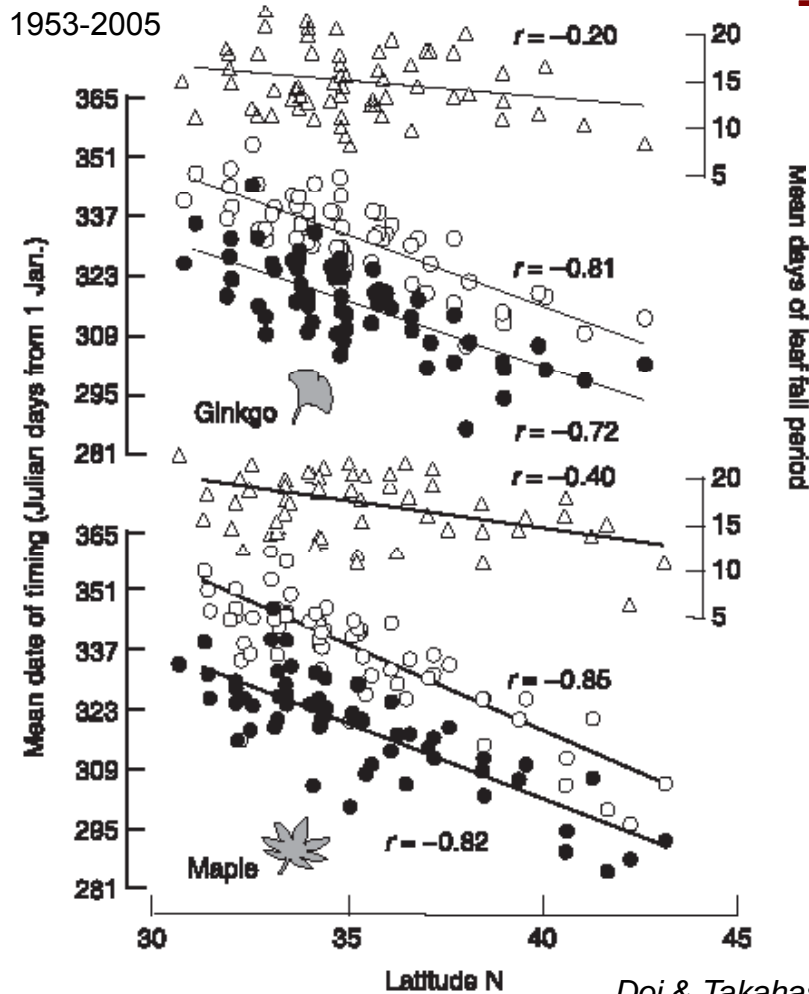 1953-2005
r = –0.20
20
15
10
5
365
351
337
323
308
295
281
r = –0.81
Ginkgo
r = –0.72
r = –0.40
20
15
10
5
365
351
337
323
309
295
281
r = –0.85
r = –0.82
Maple
Mean date of timing (Julian days from 1 Jan.)
Mean days of leaf fall period
30
35
40
45
Latitude N
Doi &